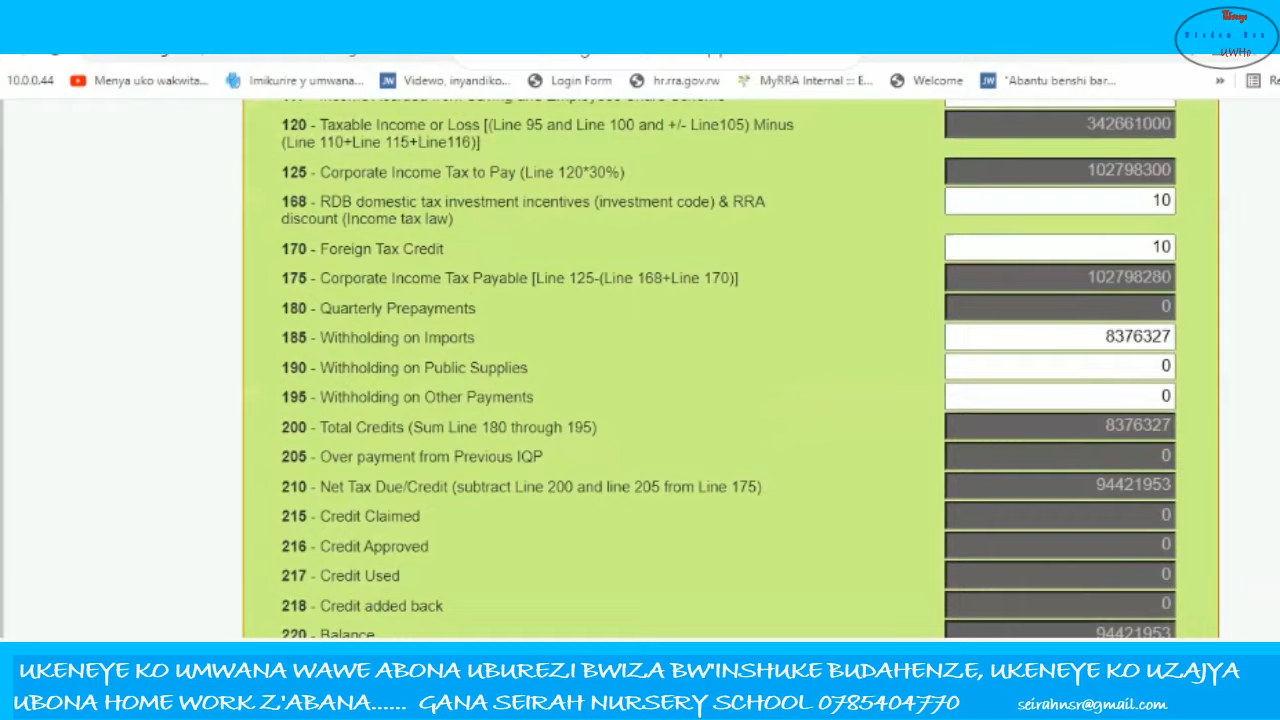 Wisdom Hou
UWHo
10.0.0.44 Menya uko wakwita... Imikurire y umwana... Videwo, inyandiko... Login Form hr.rra.gov.rw MyRRA Internal ::: E... Welcome "Abantu benshi bar... » Re
120 - Taxable Income or Loss [(Line 95 and Line 100 and +/- Line105) Minus 342661000
(Line 110+Line 115+Line116)]
125 - Corporate Income Tax to Pay (Line 120*30%) 102798300
168 - RDB domestic tax investment incentives (investment code) & RRA 10
discount (Income tax law)
170 - Foreign Tax Credit 10
175 - Corporate Income Tax Payable [Line 125-(Line 168+Line 170)] 102798280
180 - Quarterly Prepayments 0
185 - Withholding on Imports 8376327
190 - Withholding on Public Supplies 0
195 - Withholding on Other Payments 0
200 - Total Credits (Sum Line 180 through 195) 8376327
205 - Over payment from Previous IQP 0
210 - Net Tax Due/Credit (subtract Line 200 and line 205 from Line 175) 94421953
215 - Credit Claimed 0
216 - Credit Approved 0
217 - Credit Used 0
218 - Credit added back 0
220 - Balance 94421953
UKENEYE KO UMWANA WAWE ABONA UBUREZI BWIZA BW"INSHUKE BUDAHENZE, UKENEYE KO UZAJYA
UBONA HOME WORK Z'ABANA...... GANA SEIRAH NURSERY SCHOOL 0785404770 seirahnsr@gmail.com